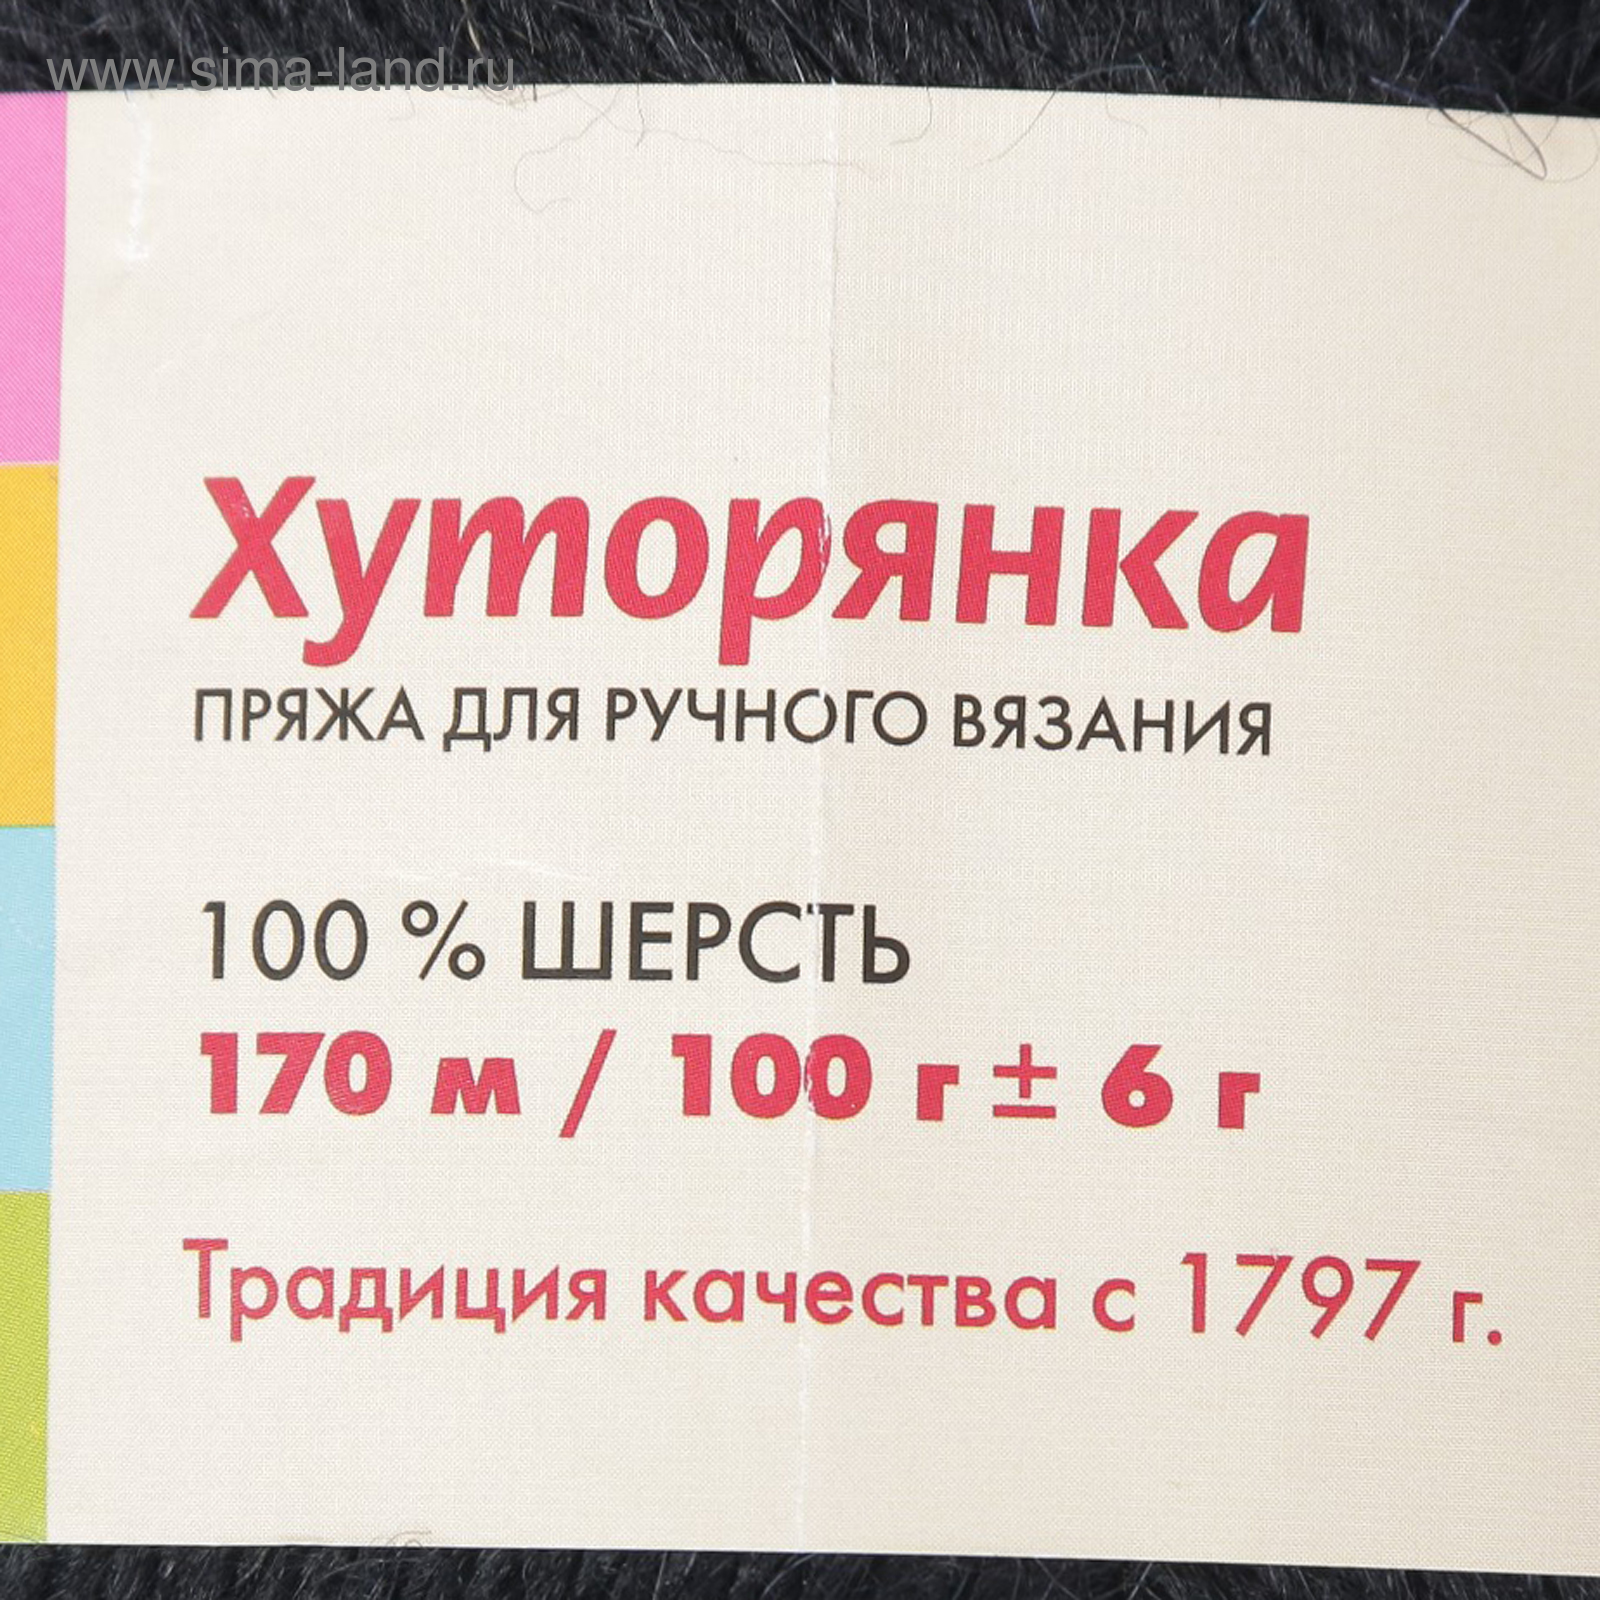 www.sima-land.ru
Хуторянка
ПРЯЖА ДЛЯ РУЧНОГО ВЯЗАНИЯ
100 % ШЕРСТЬ
170 м / 100 г ± 6 г
Традиция качества с 1797 г.